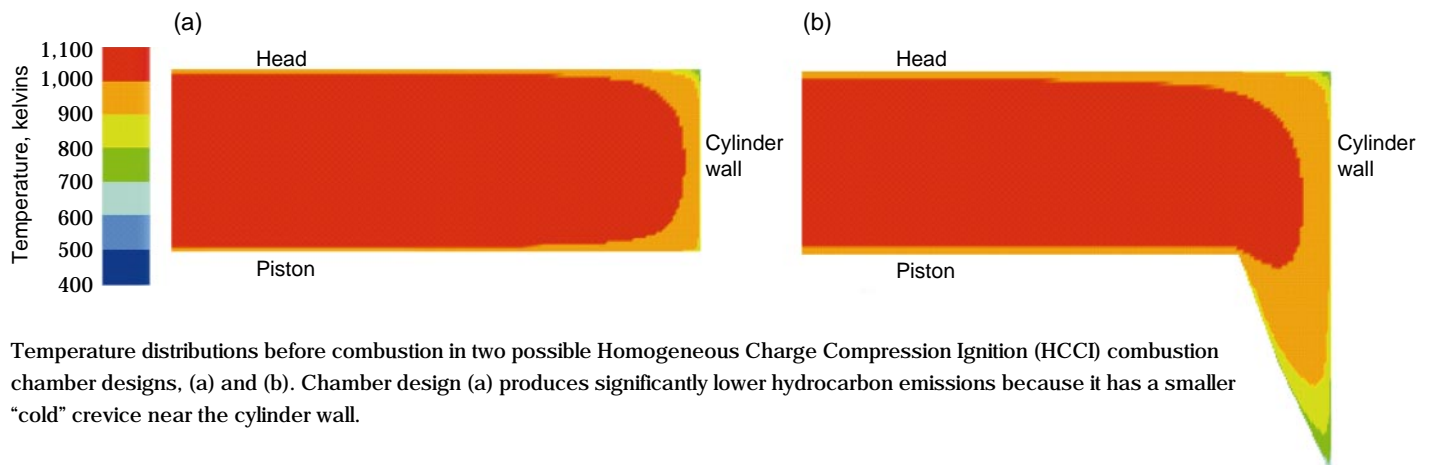 (a)
(b)
Temperature, kelvins
1,100
1,000
900
800
700
600
500
400
Head
Cylinder
wall
Piston
Head
Cylinder
wall
Piston
Temperature distributions before combustion in two possible Homogeneous Charge Compression Ignition (HCCI) combustion
chamber designs, (a) and (b). Chamber design (a) produces significantly lower hydrocarbon emissions because it has a smaller
“cold” crevice near the cylinder wall.